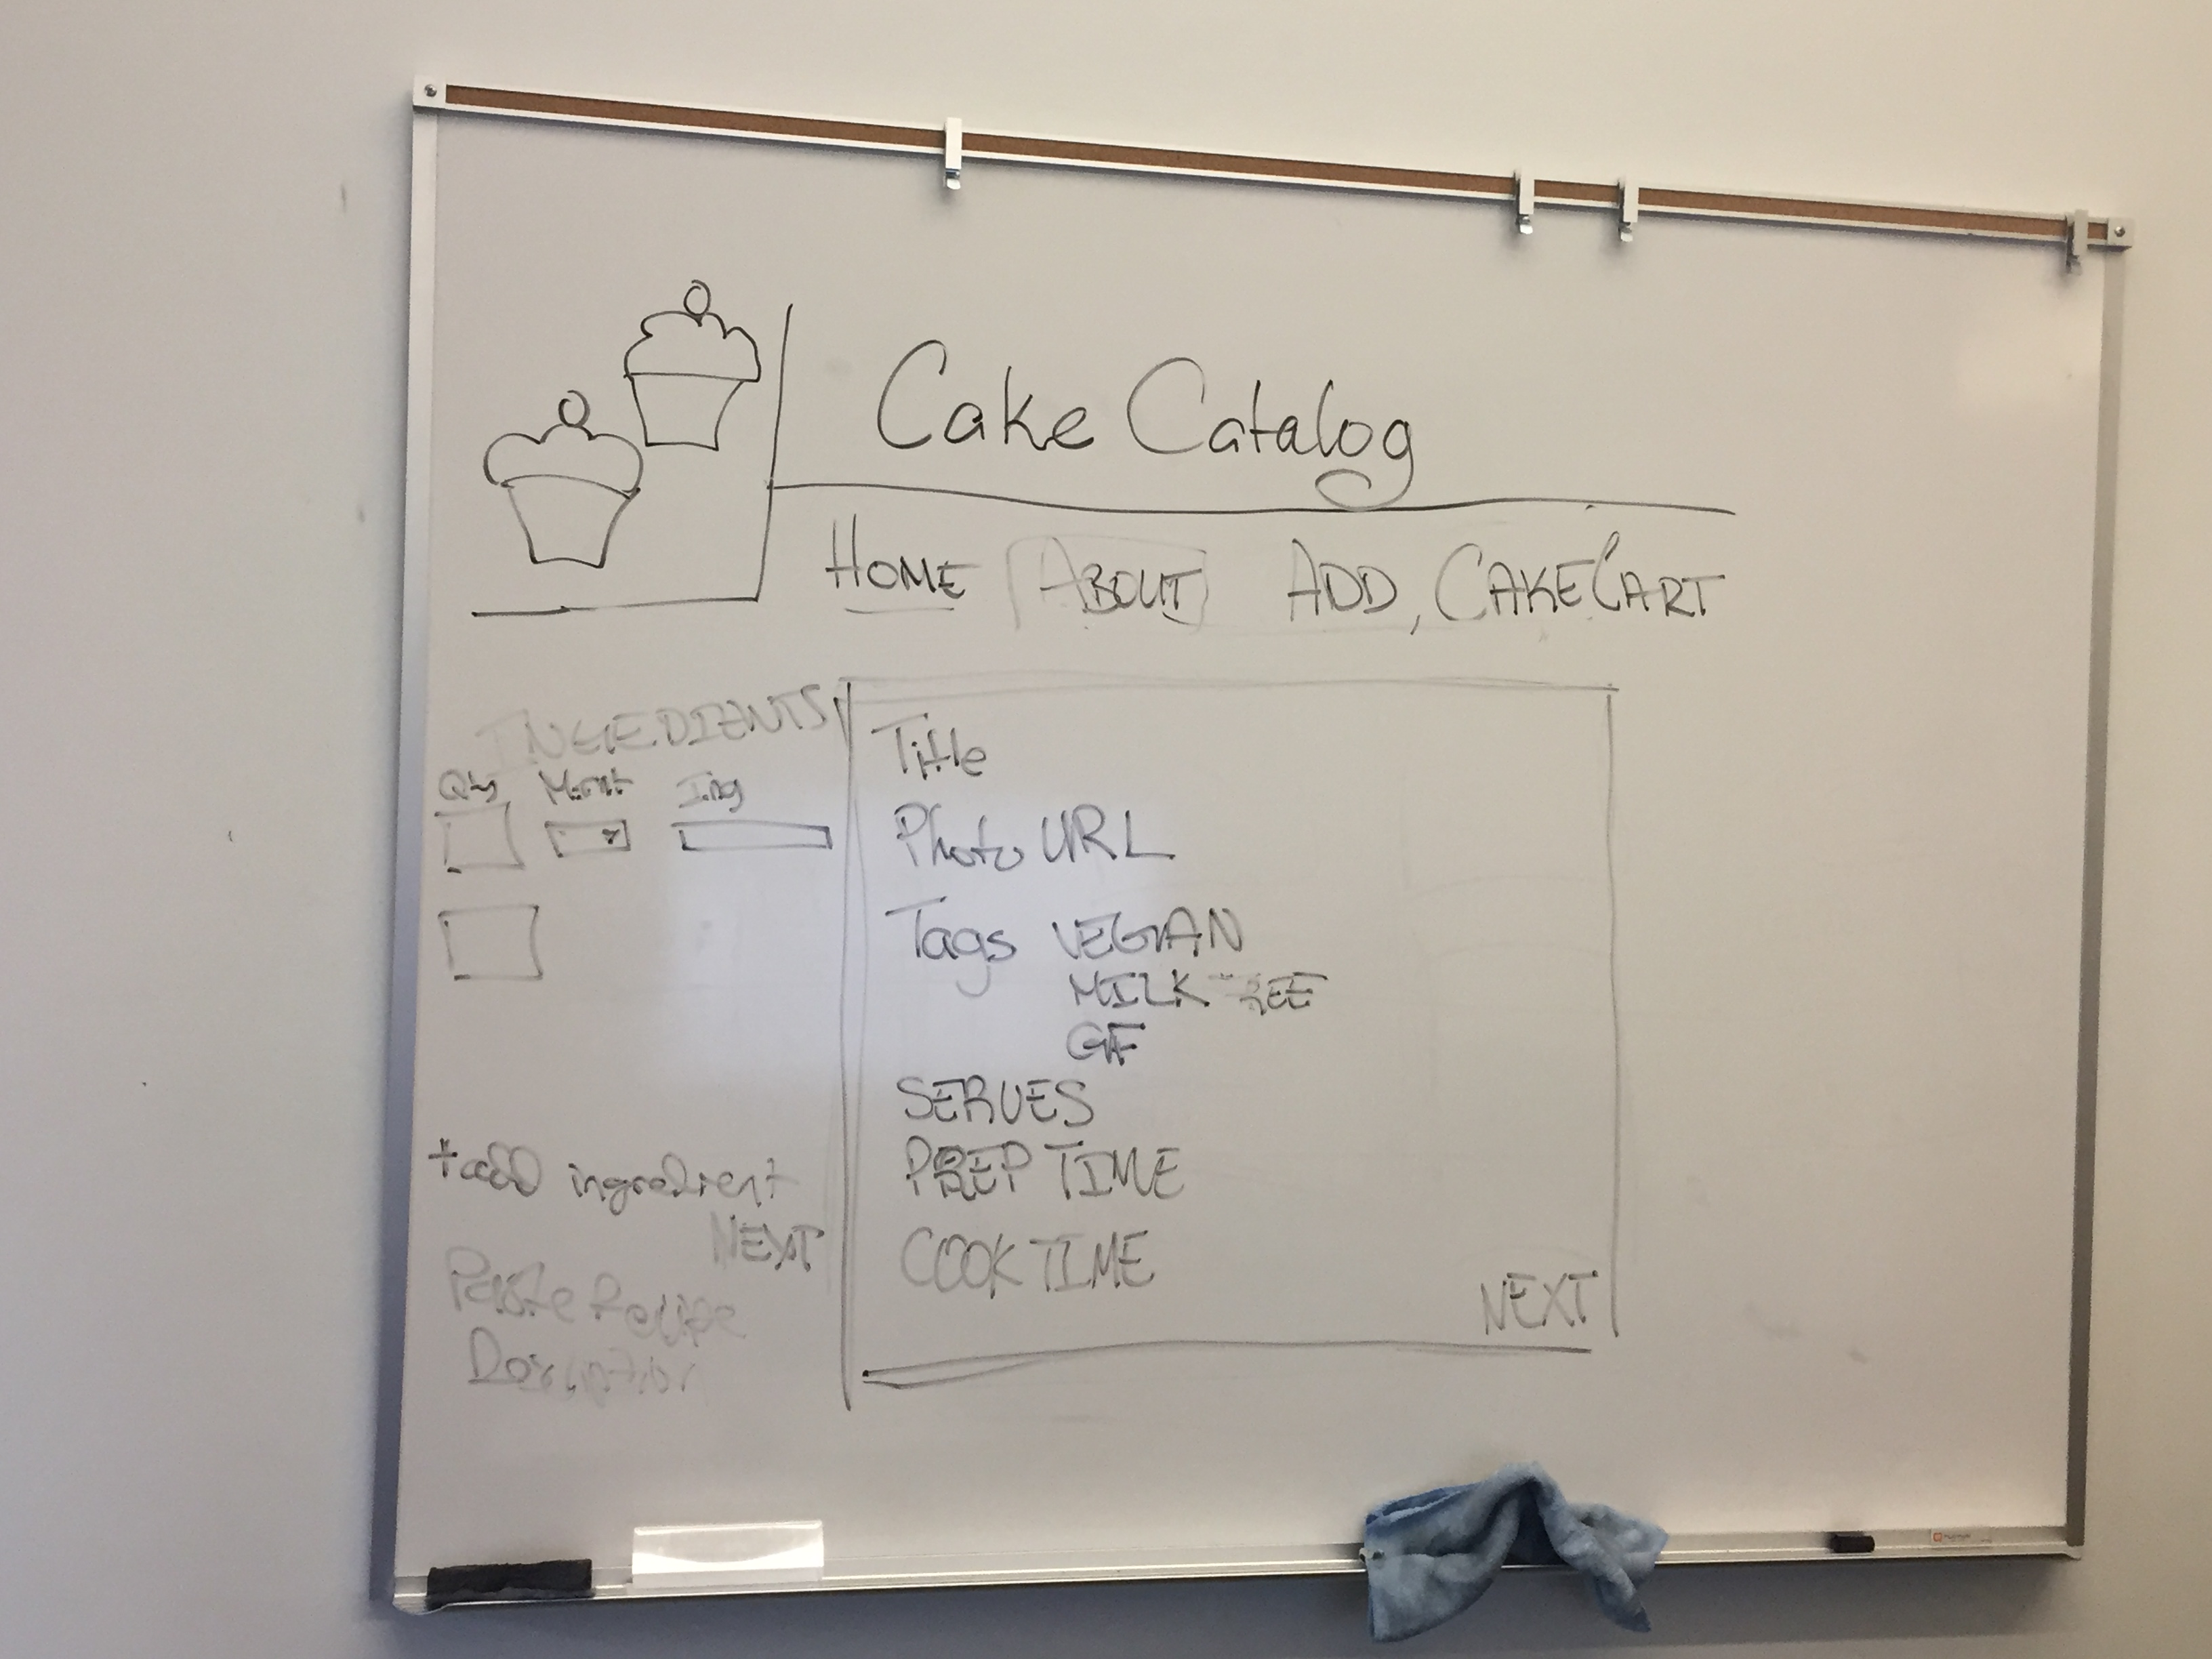 Cake Catalog
HOME ABOUT ADD, CAKECART
INGREDIENTS
Qty Msmt Ing
+add ingredient
NEXT
Paste Recipe
Description
Title
Photo URL
Tags VEGAN
MILK FREE
GF
SERVES
PREP TIME
COOK TIME
NEXT